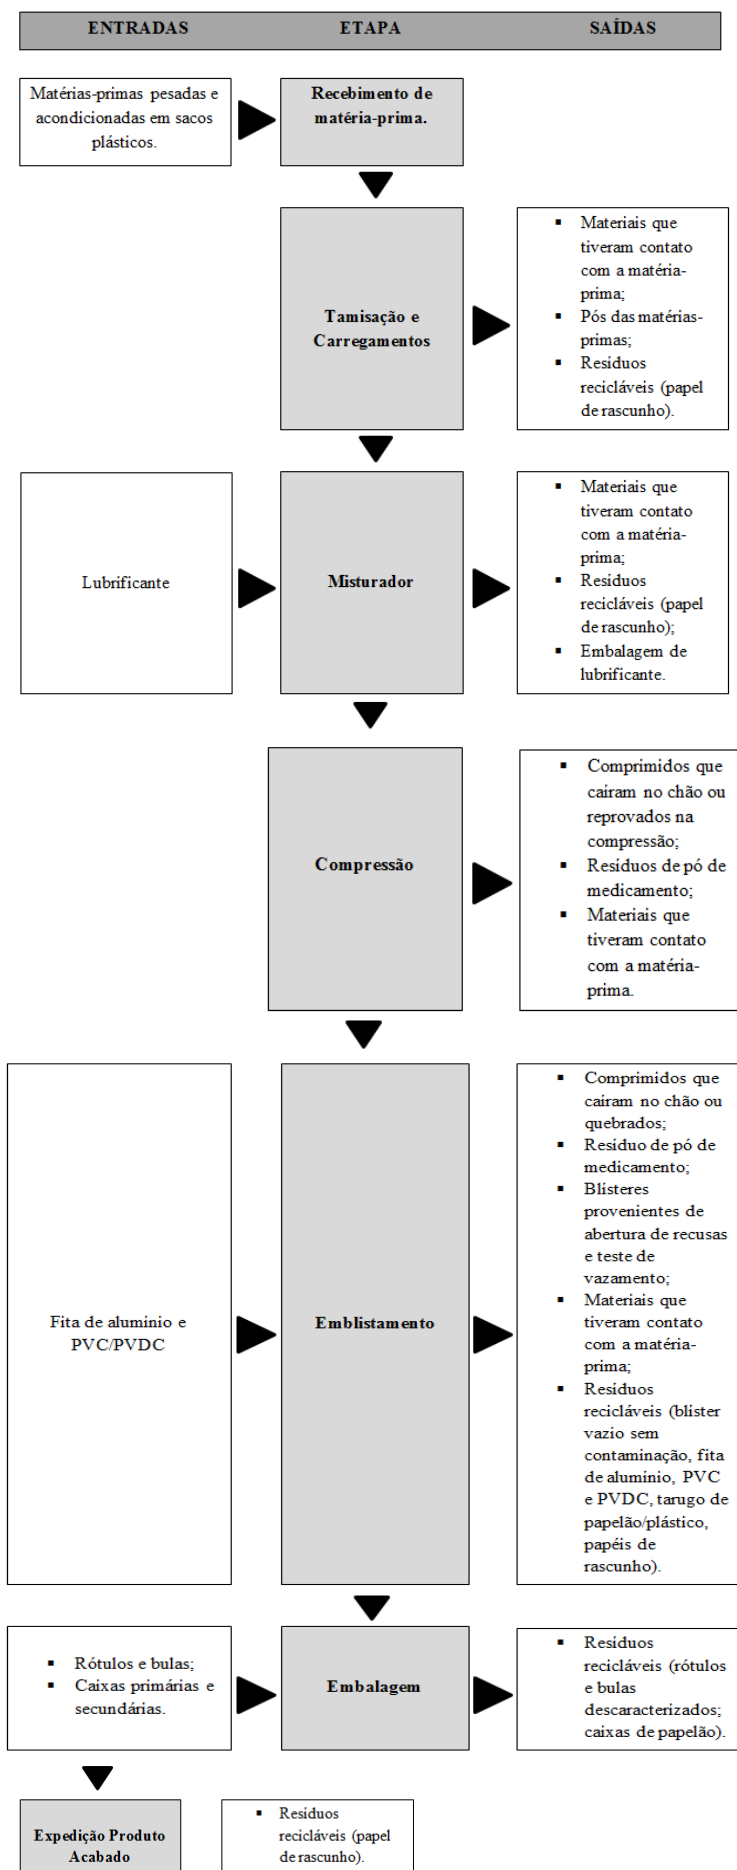 ENTRADAS ETAPA SAÍDAS
Matérias-primas pesadas e
acondicionadas em sacos
plásticos.
Recebimento de
matéria-prima.
Tamisação e
Carregamentos
▪ Materiais que
tiveram contato
com a matéria-
prima;
▪ Pós das matérias-
primas;
▪ Resíduos
recicláveis (papel
de rascunho).
Lubrificante
Misturador
▪ Materiais que
tiveram contato
com a matéria-
prima;
▪ Resíduos
recicláveis (papel
de rascunho);
▪ Embalagem de
lubrificante.
Compressão
▪ Comprimidos que
caíram no chão ou
reprovados na
compressão;
▪ Resíduos de pó de
medicamento;
▪ Materiais que
tiveram contato
com a matéria-
prima.
Fita de alumínio e
PVC/PVDC
Emblistamento
▪ Comprimidos que
caíram no chão ou
quebrados;
▪ Resíduo de pó de
medicamento;
▪ Blísteres
provenientes de
abertura de recusas
e teste de
vazamento;
▪ Materiais que
tiveram contato
com a matéria-
prima;
▪ Resíduos
recicláveis (blíster
vazio sem
contaminação, fita
de alumínio, PVC
e PVDC, tarugo de
papelão/plástico,
papéis de
rascunho).
▪ Rótulos e bulas;
▪ Caixas primárias e
secundárias.
Embalagem
▪ Resíduos
recicláveis (rótulos
e bulas
descaracterizados;
caixas de papelão).
Expedição Produto
Acabado
▪ Resíduos
recicláveis (papel
de rascunho).